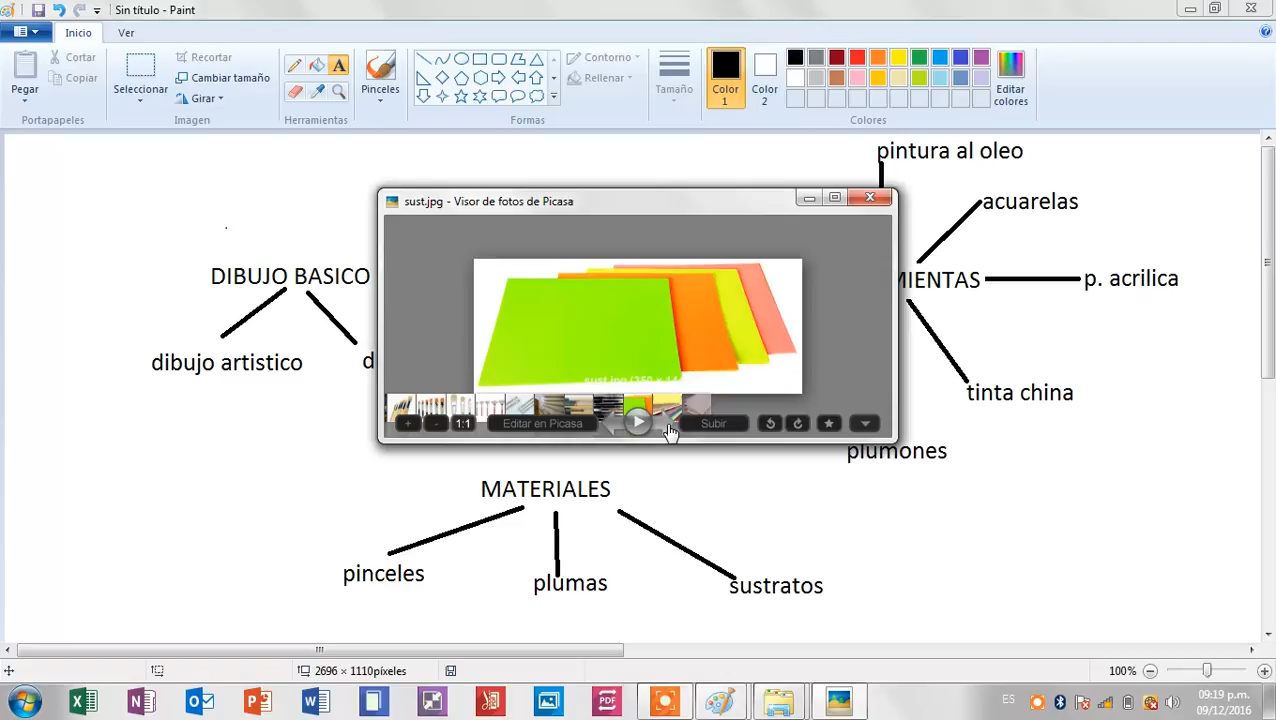 Sin título - Paint
Inicio
Ver
Pegar
Cortar
Copiar
Portapapeles
Seleccionar
Recortar
Cambiar tamaño
Girar
Imagen
A
Herramientas
Pinceles
Contorno
Rellenar
Formas
Tamaño
Color
1
Color
2
Editar
colores
Colores
pintura al oleo
acuarelas
sust.jpg - Visor de fotos de Picasa
DIBUJO BASICO
MIENTAS
p. acrilica
dibujo artistico
d
tinta china
1:1
Editar en Picasa
Subir
plumones
MATERIALES
pinceles
plumas
sustratos
2696 × 1110píxeles
100%
ES
09:19 p.m.
09/12/2016
PDF